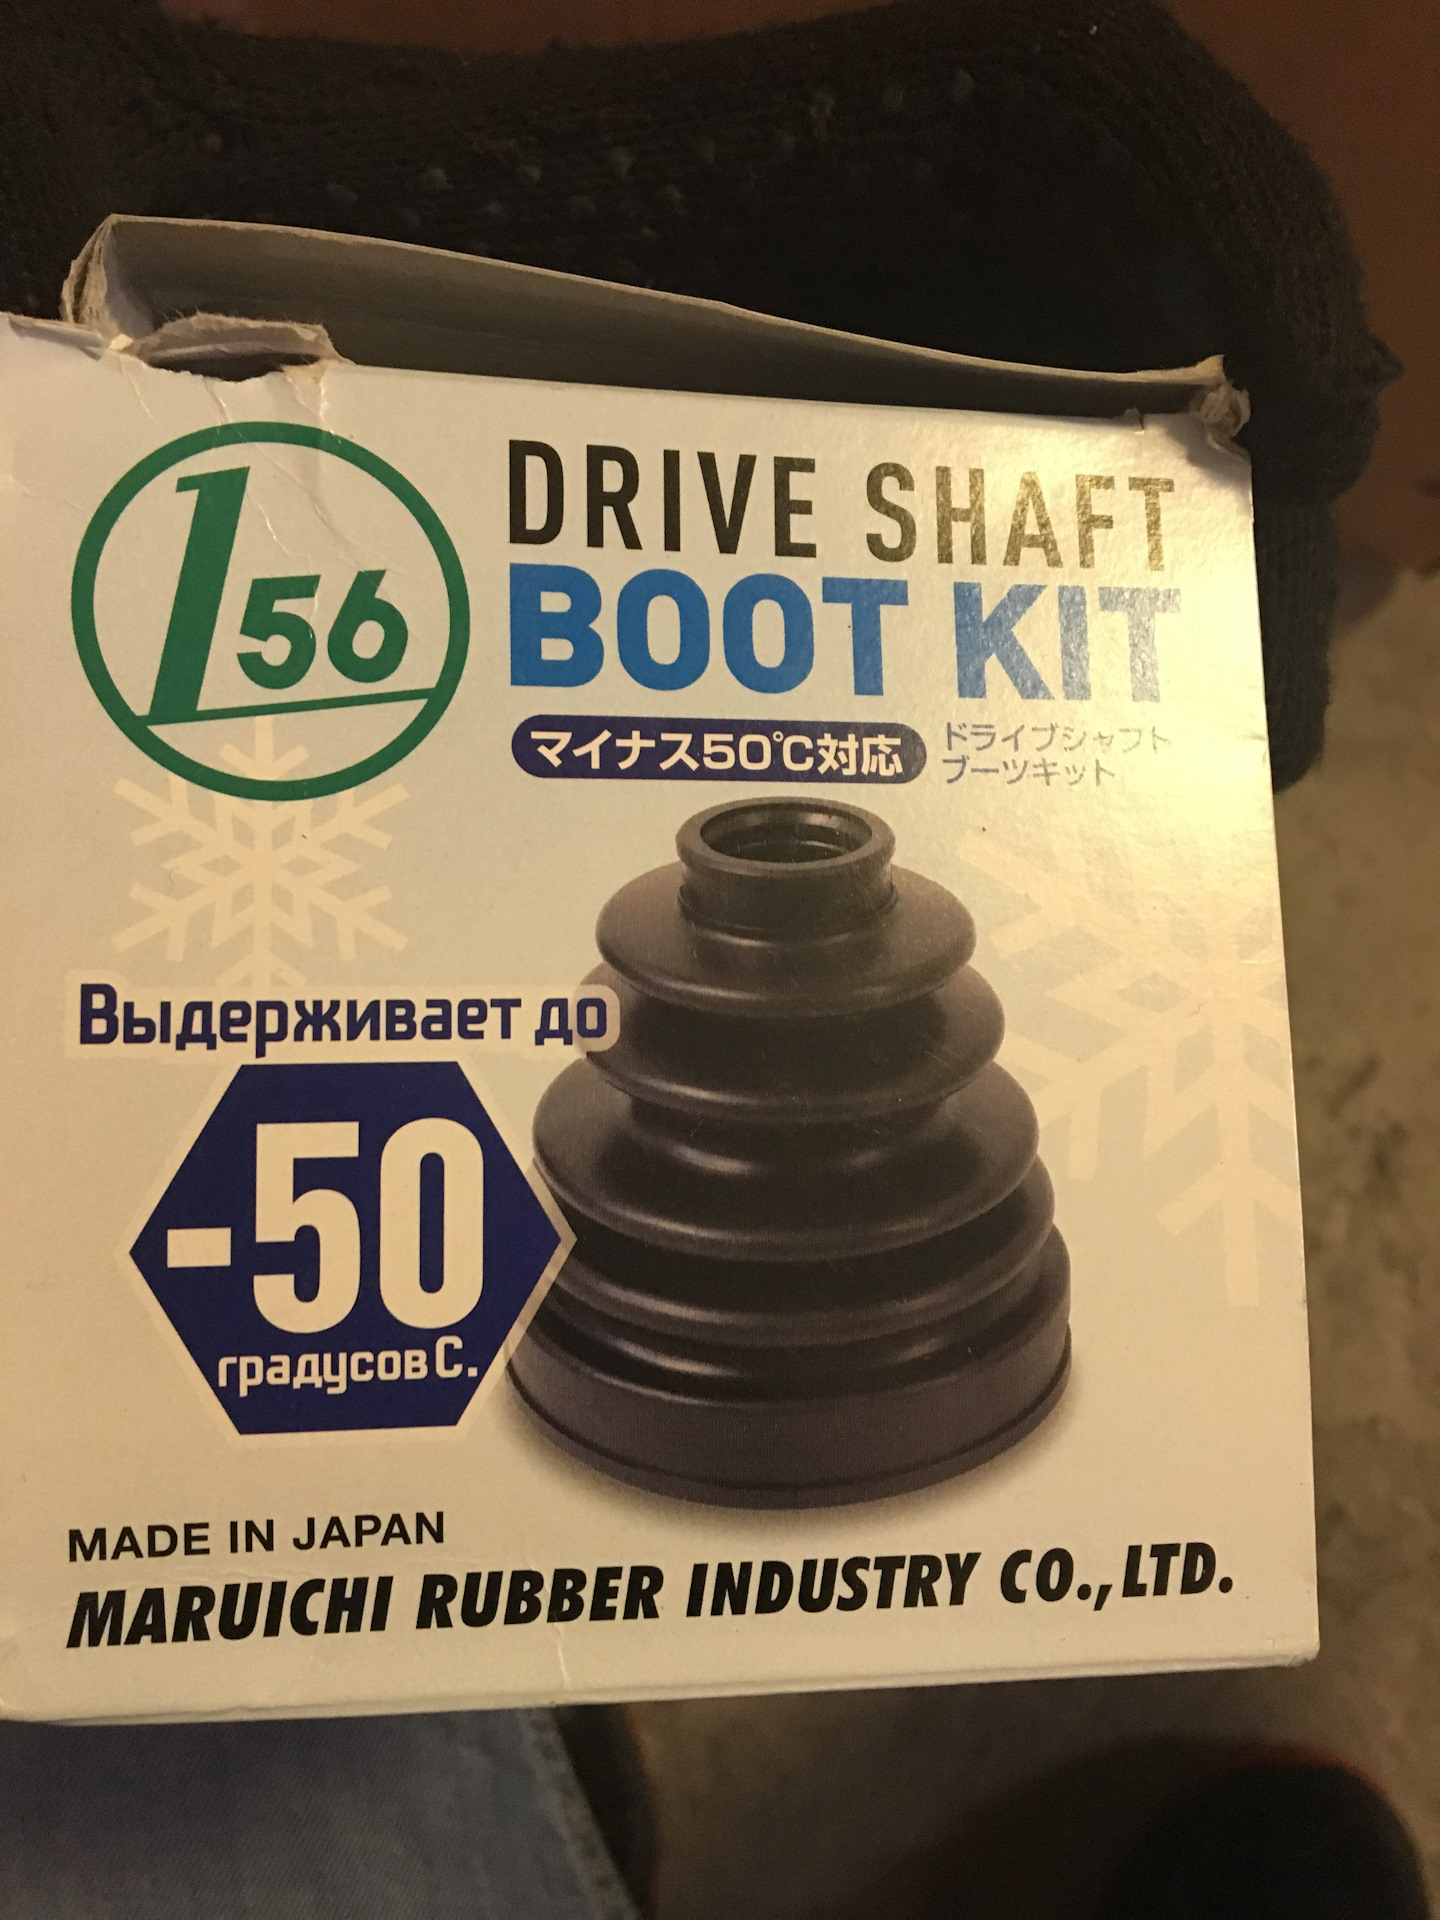 156
DRIVE SHAFT
BOOT KIT
マイナス50℃対応
ドライブシャフト
ブーツキット
Выдерживает до
-50
градусов С.
MADE IN JAPAN
MARUICHI RUBBER INDUSTRY CO.,LTD.